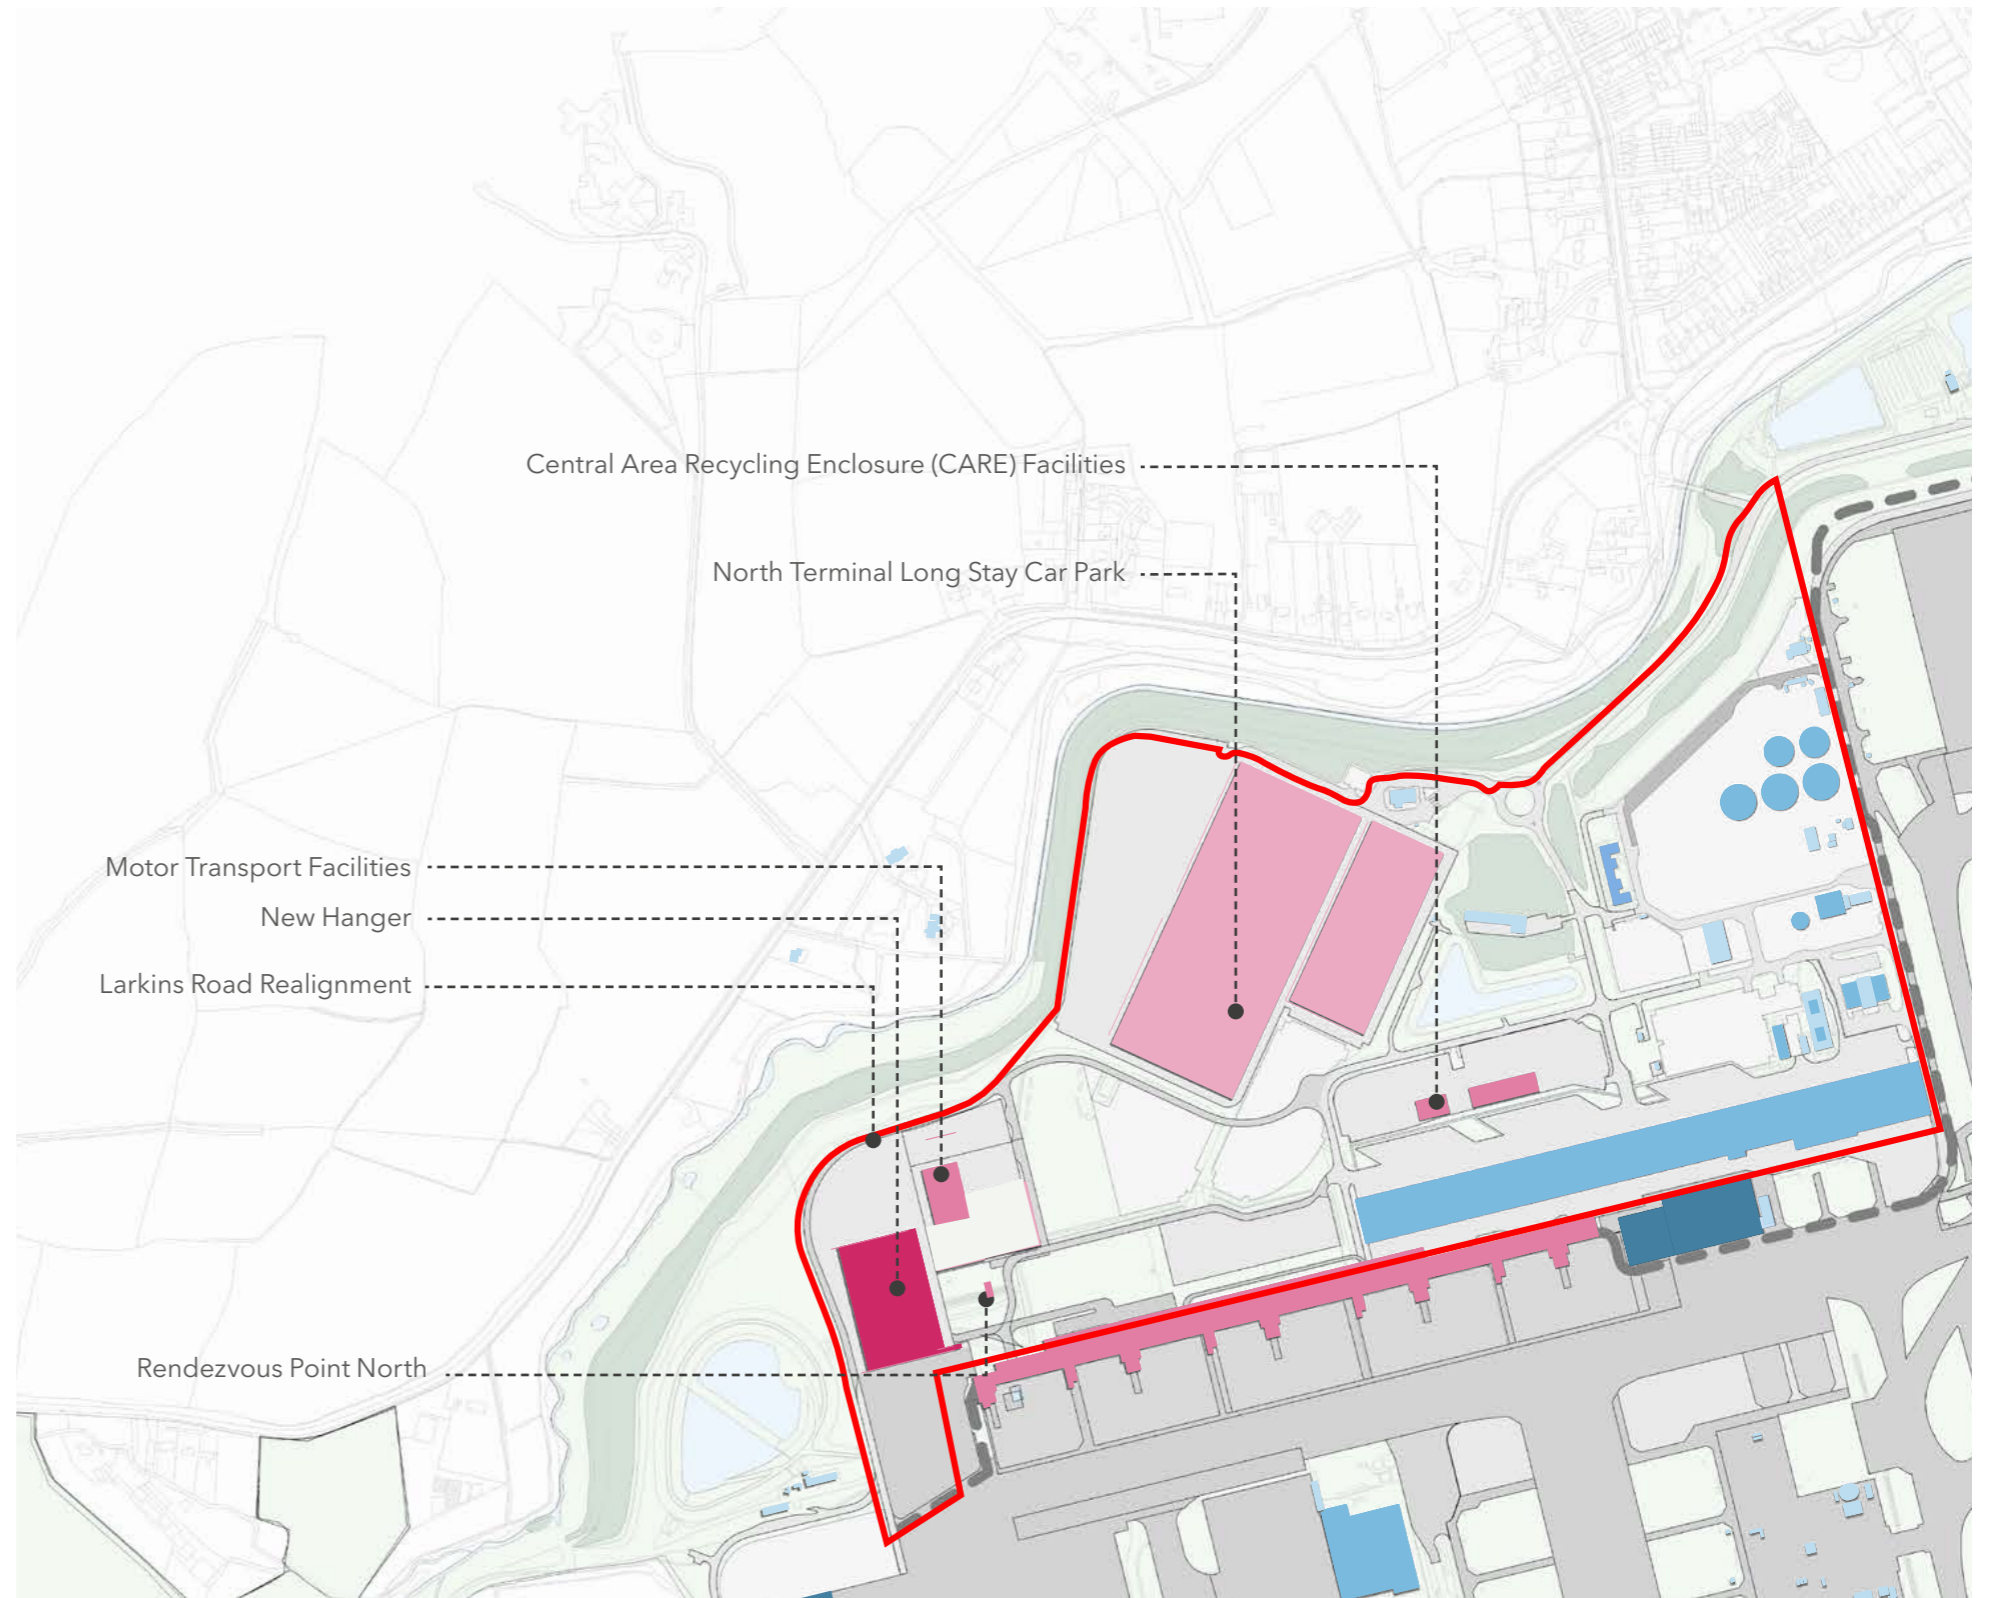 Central Area Recycling Enclosure (CARE) Facilities
North Terminal Long Stay Car Park
Motor Transport Facilities
New Hanger
Larkins Road Realignment
Rendezvous Point North